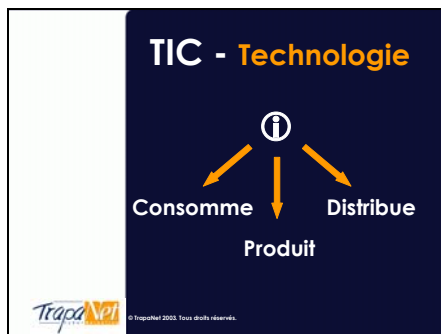 TIC - Technologie
i
Consomme
Distribue
Produit
TrapaNet
© TrapaNet 2003. Tous droits réservés.